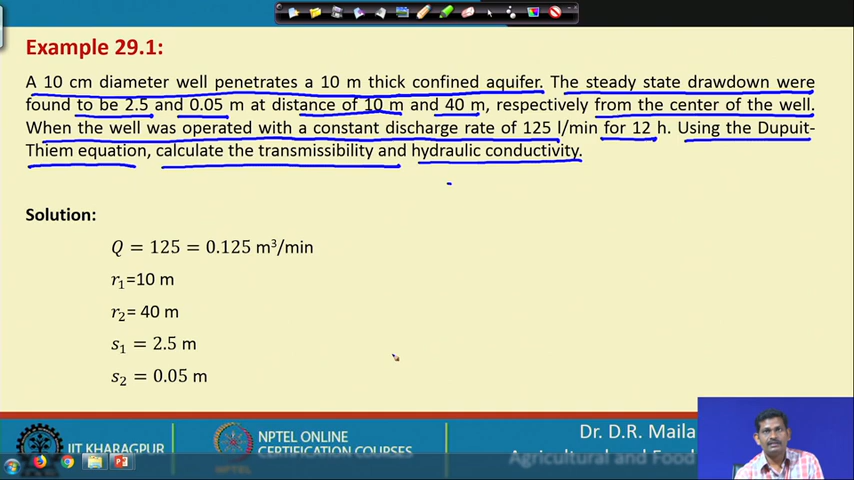 Example 29.1:
A 10 cm diameter well penetrates a 10 m thick confined aquifer. The steady state drawdown were
found to be 2.5 and 0.05 m at distance of 10 m and 40 m, respectively from the center of the well.
When the well was operated with a constant discharge rate of 125 l/min for 12 h. Using the Dupuit-
Thiem equation, calculate the transmissibility and hydraulic conductivity.
Solution:
Q = 125 = 0.125 m³/min
r₁=10 m
r₂= 40 m
s₁ = 2.5 m
s₂ = 0.05 m
IIT KHARAGPUR
NPTEL ONLINE
CERTIFICATION COURSES
NPTEL
Dr. D.R. Maila
Agricultural and Food